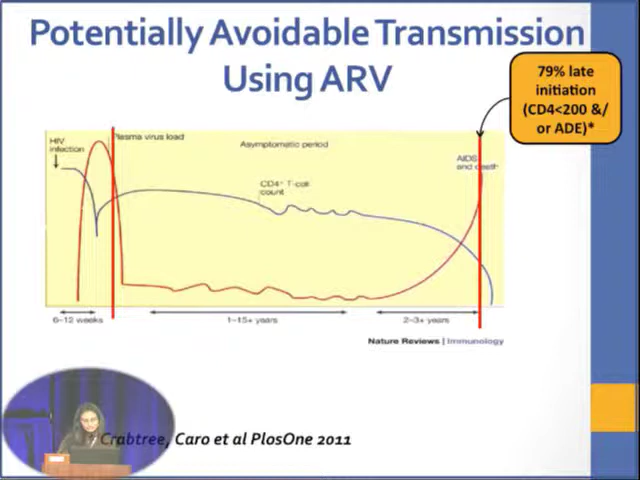 Potentially Avoidable Transmission
Using ARV
79% late
initiation
(CD4<200 &/
or ADE)*
HIV
infection
Plasma virus load
Asymptomatic period
AIDS
and death
CD4⁺ T-cell
count
6–12 weeks
1–15+ years
2–3+ years
Nature Reviews | Immunology
Crabtree, Caro et al PlosOne 2011